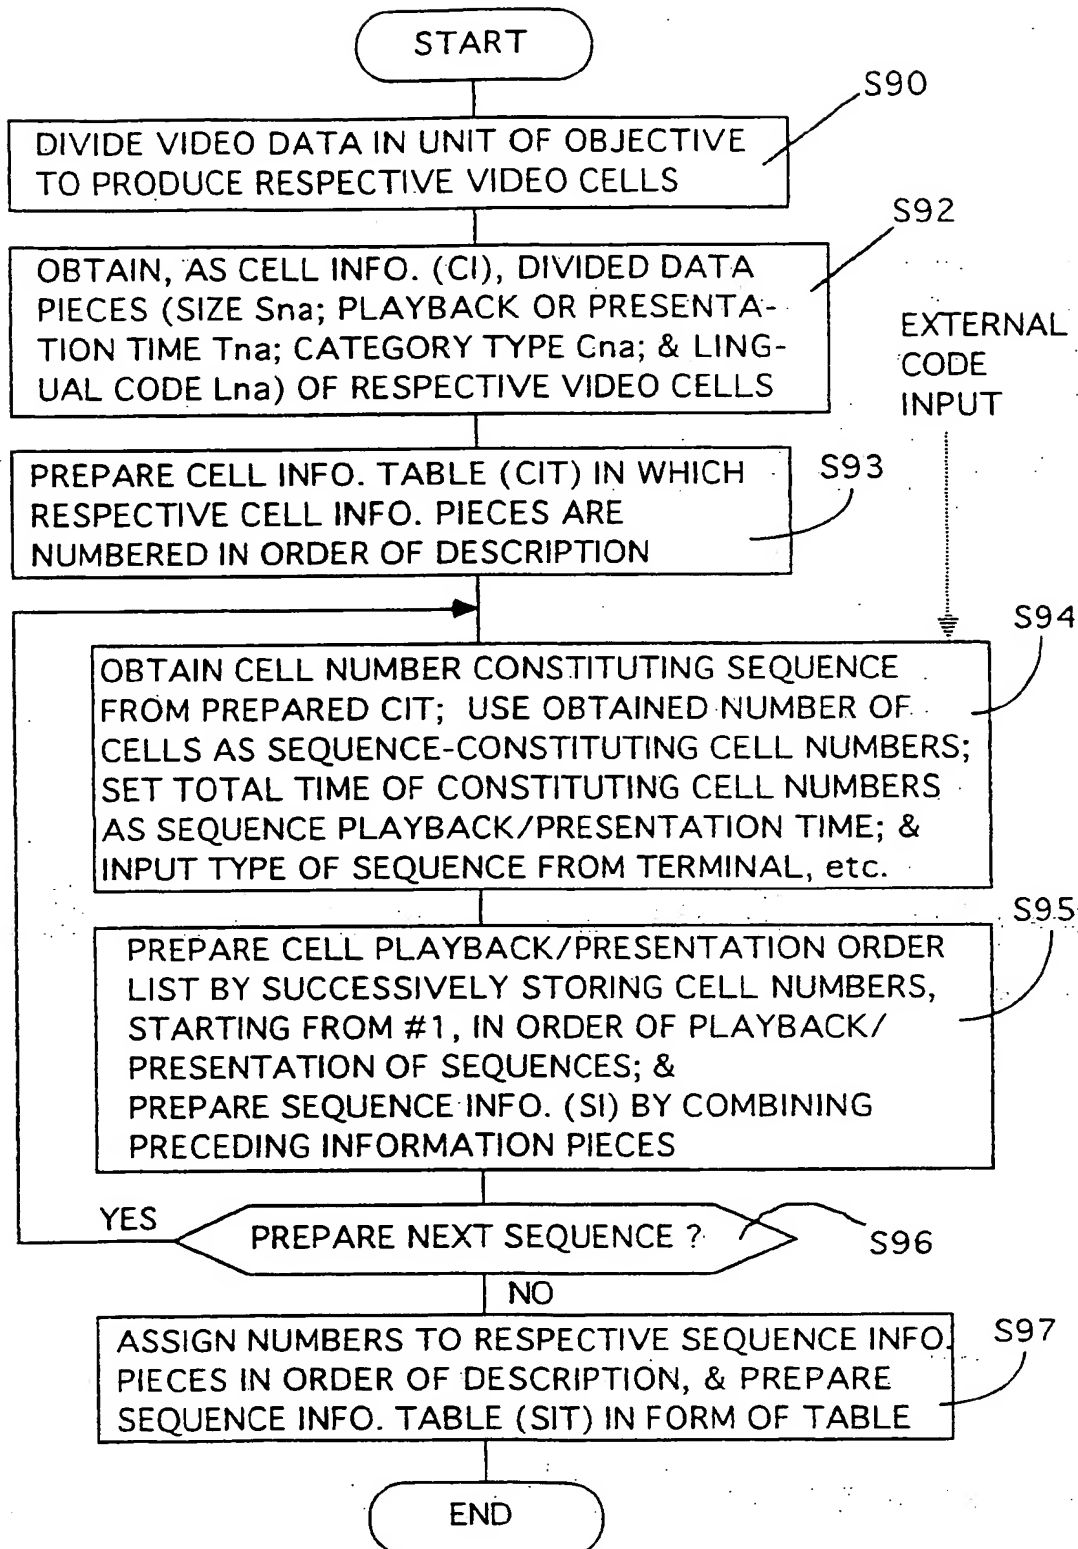 START
S90
DIVIDE VIDEO DATA IN UNIT OF OBJECTIVE
TO PRODUCE RESPECTIVE VIDEO CELLS
S92
OBTAIN, AS CELL INFO. (CI), DIVIDED DATA
PIECES (SIZE Sna; PLAYBACK OR PRESENTA-
TION TIME Tna; CATEGORY TYPE Cna; & LING-
UAL CODE Lna) OF RESPECTIVE VIDEO CELLS
EXTERNAL
CODE
INPUT
PREPARE CELL INFO. TABLE (CIT) IN WHICH
RESPECTIVE CELL INFO. PIECES ARE
NUMBERED IN ORDER OF DESCRIPTION
S93
S94
OBTAIN CELL NUMBER CONSTITUTING SEQUENCE
FROM PREPARED CIT; USE OBTAINED NUMBER OF
CELLS AS SEQUENCE-CONSTITUTING CELL NUMBERS;
SET TOTAL TIME OF CONSTITUTING CELL NUMBERS
AS SEQUENCE PLAYBACK/PRESENTATION TIME; &
INPUT TYPE OF SEQUENCE FROM TERMINAL, etc.
S95
PREPARE CELL PLAYBACK/PRESENTATION ORDER
LIST BY SUCCESSIVELY STORING CELL NUMBERS,
STARTING FROM #1, IN ORDER OF PLAYBACK/
PRESENTATION OF SEQUENCES; &
PREPARE SEQUENCE INFO. (SI) BY COMBINING
PRECEDING INFORMATION PIECES
YES
PREPARE NEXT SEQUENCE ?
S96
NO
ASSIGN NUMBERS TO RESPECTIVE SEQUENCE INFO.
PIECES IN ORDER OF DESCRIPTION, & PREPARE
SEQUENCE INFO. TABLE (SIT) IN FORM OF TABLE
S97
END